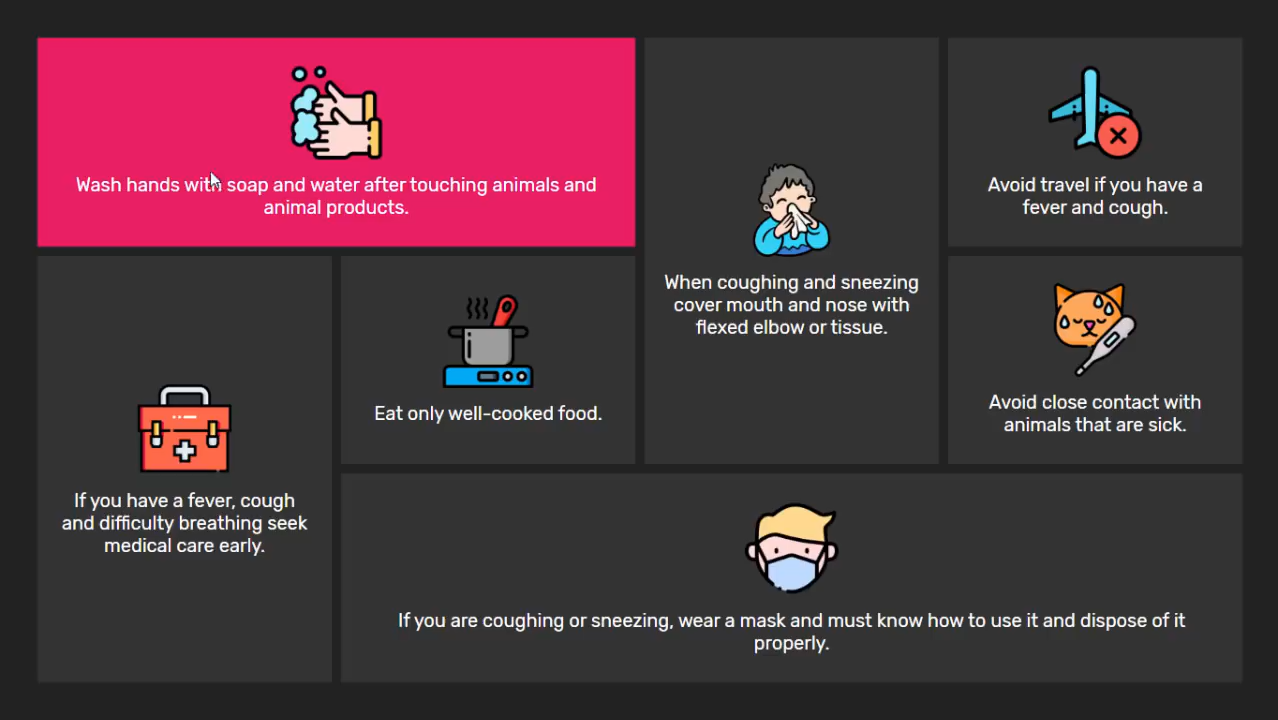 Wash hands with soap and water after touching animals and
animal products.
When coughing and sneezing
cover mouth and nose with
flexed elbow or tissue.
Avoid travel if you have a
fever and cough.
If you have a fever, cough
and difficulty breathing seek
medical care early.
Eat only well-cooked food.
Avoid close contact with
animals that are sick.
If you are coughing or sneezing, wear a mask and must know how to use it and dispose of it
properly.